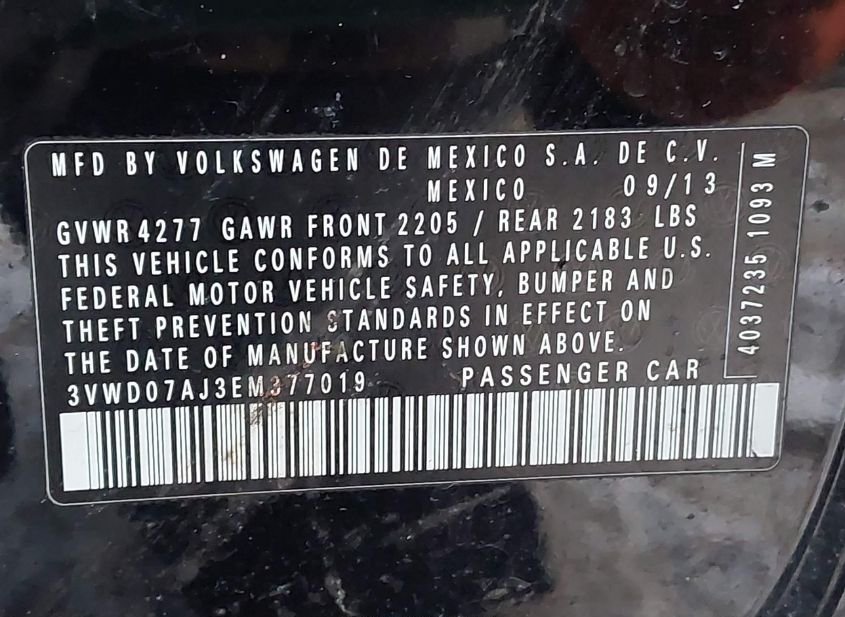 MFD BY VOLKSWAGEN DE MEXICO S.A. DE C.V.
MEXICO 09/13
GVWR 4277 GAWR FRONT 2205 / REAR 2183 LBS
THIS VEHICLE CONFORMS TO ALL APPLICABLE U.S.
FEDERAL MOTOR VEHICLE SAFETY, BUMPER AND
THEFT PREVENTION STANDARDS IN EFFECT ON
THE DATE OF MANUFACTURE SHOWN ABOVE.
3VWD07AJ3EM377019 PASSENGER CAR
4037235 1093 M